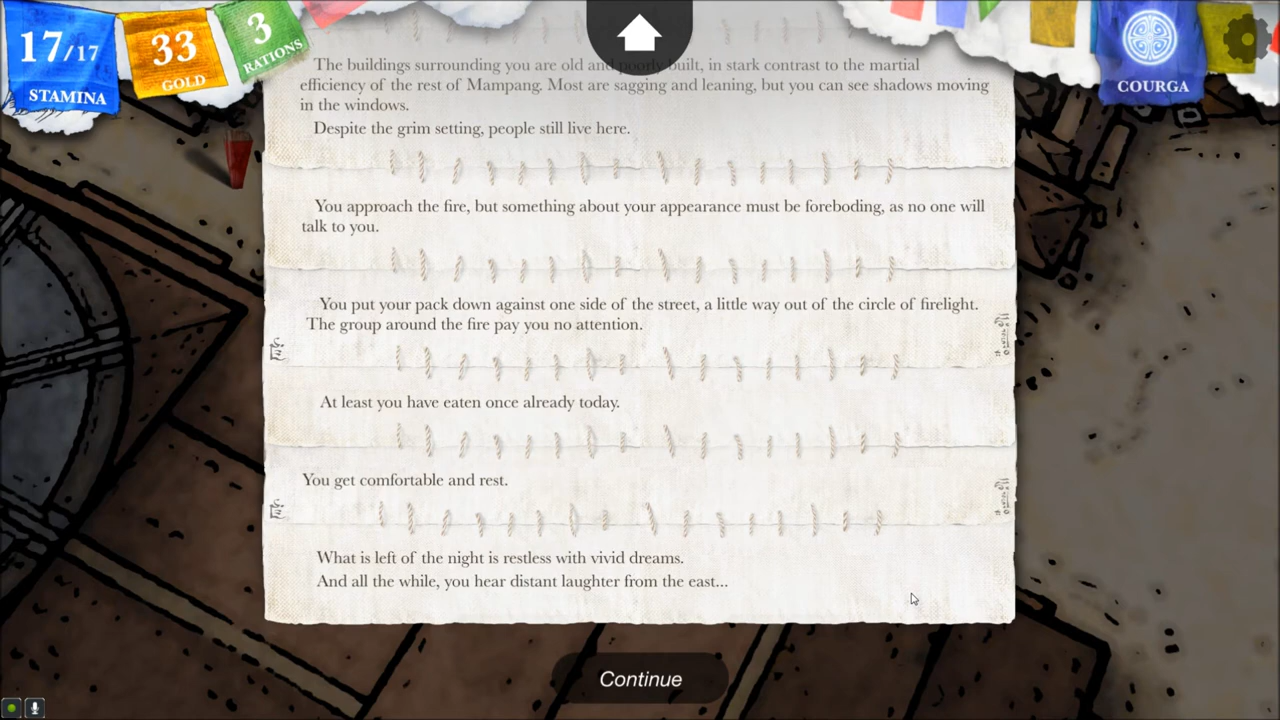 17/17
STAMINA
33
GOLD
3
RATIONS
COURGA
The buildings surrounding you are old and poorly built, in stark contrast to the martial
efficiency of the rest of Mampang. Most are sagging and leaning, but you can see shadows moving
in the windows.
Despite the grim setting, people still live here.
You approach the fire, but something about your appearance must be foreboding, as no one will
talk to you.
You put your pack down against one side of the street, a little way out of the circle of firelight.
The group around the fire pay you no attention.
At least you have eaten once already today.
You get comfortable and rest.
What is left of the night is restless with vivid dreams.
And all the while, you hear distant laughter from the east...
Continue